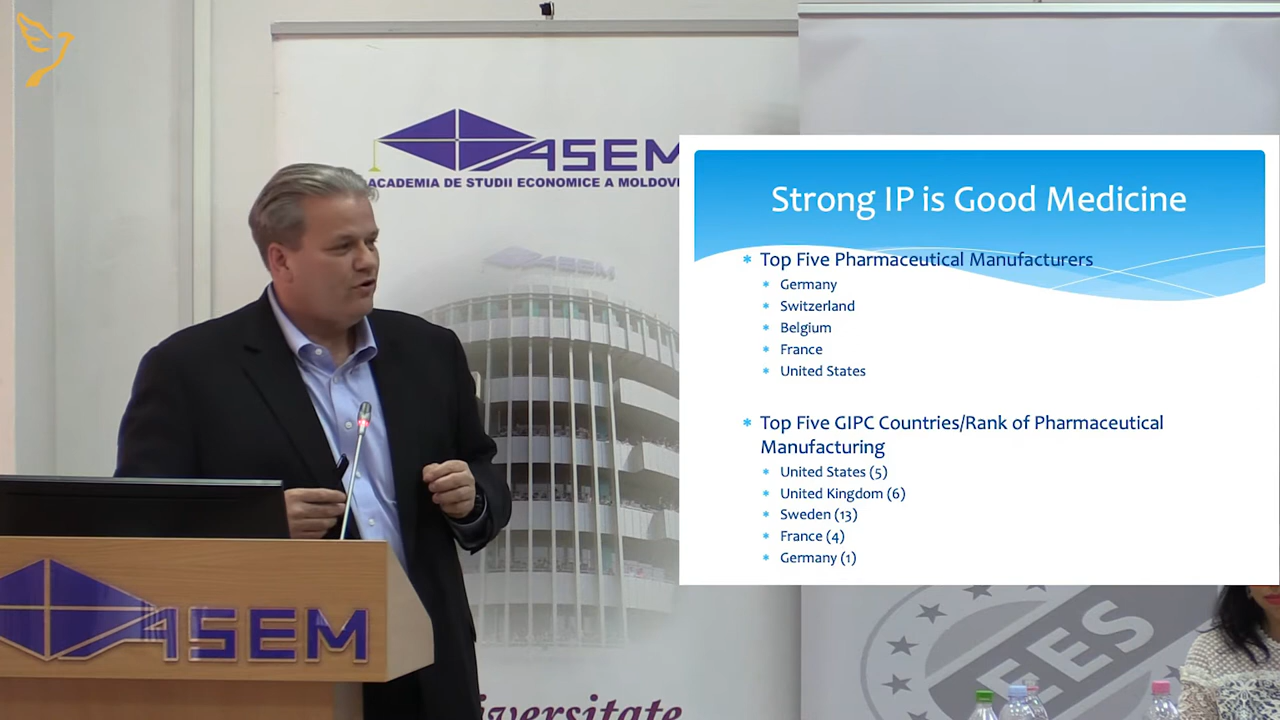 ASEM
ACADEMIA DE STUDII ECONOMICE A MOLDOVE
ASEM
Strong IP is Good Medicine
* Top Five Pharmaceutical Manufacturers
* Germany
* Switzerland
* Belgium
* France
* United States
* Top Five GIPC Countries/Rank of Pharmaceutical
Manufacturing
* United States (5)
* United Kingdom (6)
* Sweden (13)
* France (4)
* Germany (1)
ASEM
EES
iversitate